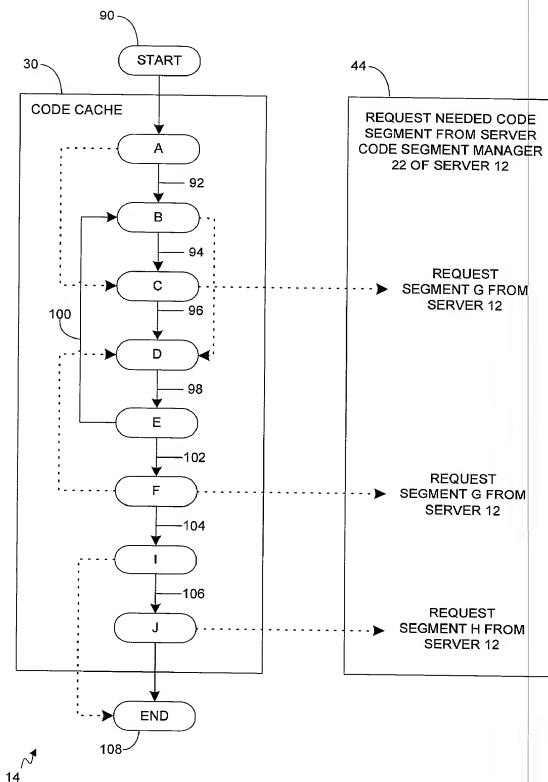 90
START
30
44
CODE CACHE
REQUEST NEEDED CODE
SEGMENT FROM SERVER
CODE SEGMENT MANAGER
22 OF SERVER 12
A
92
B
94
C
REQUEST
SEGMENT G FROM
SERVER 12
100
96
D
98
E
102
F
REQUEST
SEGMENT G FROM
SERVER 12
104
I
106
J
REQUEST
SEGMENT H FROM
SERVER 12
END
108
14